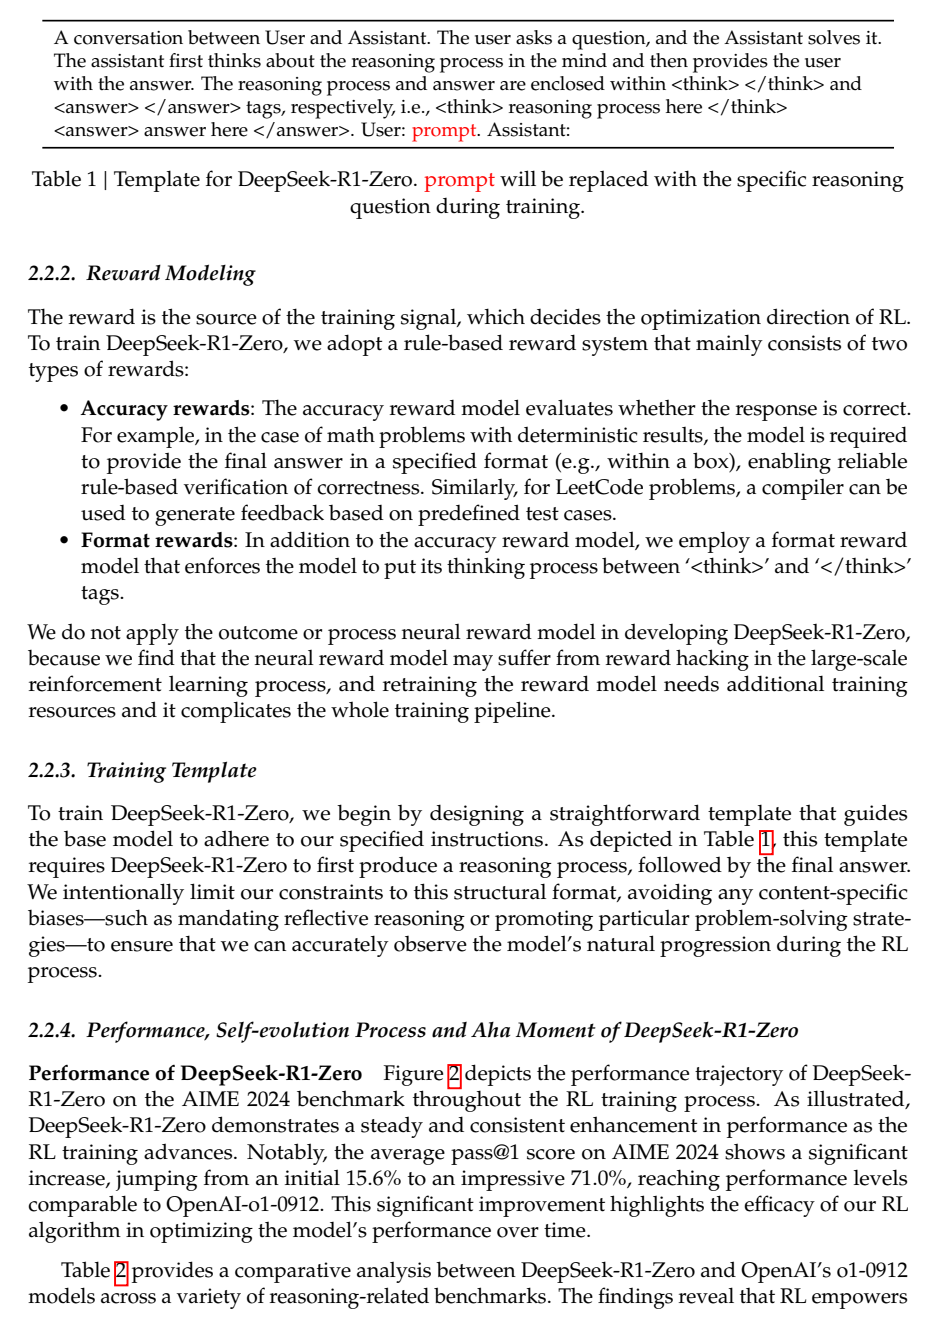 A conversation between User and Assistant. The user asks a question, and the Assistant solves it.
The assistant first thinks about the reasoning process in the mind and then provides the user
with the answer. The reasoning process and answer are enclosed within <think> </think> and
<answer> </answer> tags, respectively, i.e., <think> reasoning process here </think>
<answer> answer here </answer>. User: prompt. Assistant:
Table 1 | Template for DeepSeek-R1-Zero. prompt will be replaced with the specific reasoning
question during training.
2.2.2. Reward Modeling
The reward is the source of the training signal, which decides the optimization direction of RL.
To train DeepSeek-R1-Zero, we adopt a rule-based reward system that mainly consists of two
types of rewards:
• Accuracy rewards: The accuracy reward model evaluates whether the response is correct.
For example, in the case of math problems with deterministic results, the model is required
to provide the final answer in a specified format (e.g., within a box), enabling reliable
rule-based verification of correctness. Similarly, for LeetCode problems, a compiler can be
used to generate feedback based on predefined test cases.
• Format rewards: In addition to the accuracy reward model, we employ a format reward
model that enforces the model to put its thinking process between ‘<think>’ and ‘</think>’
tags.
We do not apply the outcome or process neural reward model in developing DeepSeek-R1-Zero,
because we find that the neural reward model may suffer from reward hacking in the large-scale
reinforcement learning process, and retraining the reward model needs additional training
resources and it complicates the whole training pipeline.
2.2.3. Training Template
To train DeepSeek-R1-Zero, we begin by designing a straightforward template that guides
the base model to adhere to our specified instructions. As depicted in Table 1, this template
requires DeepSeek-R1-Zero to first produce a reasoning process, followed by the final answer.
We intentionally limit our constraints to this structural format, avoiding any content-specific
biases—such as mandating reflective reasoning or promoting particular problem-solving strate-
gies—to ensure that we can accurately observe the model’s natural progression during the RL
process.
2.2.4. Performance, Self-evolution Process and Aha Moment of DeepSeek-R1-Zero
Performance of DeepSeek-R1-Zero Figure 2 depicts the performance trajectory of DeepSeek-
R1-Zero on the AIME 2024 benchmark throughout the RL training process. As illustrated,
DeepSeek-R1-Zero demonstrates a steady and consistent enhancement in performance as the
RL training advances. Notably, the average pass@1 score on AIME 2024 shows a significant
increase, jumping from an initial 15.6% to an impressive 71.0%, reaching performance levels
comparable to OpenAI-o1-0912. This significant improvement highlights the efficacy of our RL
algorithm in optimizing the model’s performance over time.
Table 2 provides a comparative analysis between DeepSeek-R1-Zero and OpenAI’s o1-0912
models across a variety of reasoning-related benchmarks. The findings reveal that RL empowers